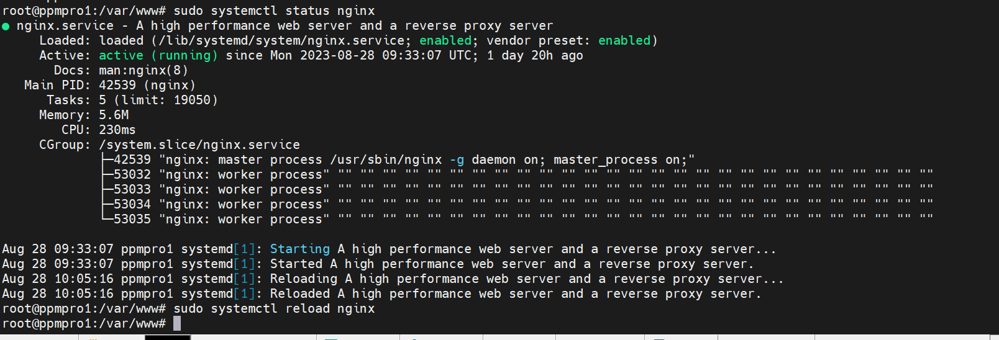 root@ppmpro1:/var/www# sudo systemctl status nginx
● nginx.service - A high performance web server and a reverse proxy server
     Loaded: loaded (/lib/systemd/system/nginx.service; enabled; vendor preset: enabled)
     Active: active (running) since Mon 2023-08-28 09:33:07 UTC; 1 day 20h ago
       Docs: man:nginx(8)
   Main PID: 42539 (nginx)
      Tasks: 5 (limit: 19050)
     Memory: 5.6M
        CPU: 230ms
     CGroup: /system.slice/nginx.service
             ├─42539 "nginx: master process /usr/sbin/nginx -g daemon on; master_process on;"
             ├─53032 "nginx: worker process" "" "" "" "" "" "" "" "" "" "" "" "" "" "" "" "" "" "" "" "" "" "" "" "" "" "" ""
             ├─53033 "nginx: worker process" "" "" "" "" "" "" "" "" "" "" "" "" "" "" "" "" "" "" "" "" "" "" "" "" "" "" ""
             ├─53034 "nginx: worker process" "" "" "" "" "" "" "" "" "" "" "" "" "" "" "" "" "" "" "" "" "" "" "" "" "" "" ""
             └─53035 "nginx: worker process" "" "" "" "" "" "" "" "" "" "" "" "" "" "" "" "" "" "" "" "" "" "" "" "" "" "" ""
Aug 28 09:33:07 ppmpro1 systemd[1]: Starting A high performance web server and a reverse proxy server...
Aug 28 09:33:07 ppmpro1 systemd[1]: Started A high performance web server and a reverse proxy server.
Aug 28 10:05:16 ppmpro1 systemd[1]: Reloading A high performance web server and a reverse proxy server...
Aug 28 10:05:16 ppmpro1 systemd[1]: Reloaded A high performance web server and a reverse proxy server.
root@ppmpro1:/var/www# sudo systemctl reload nginx
root@ppmpro1:/var/www#